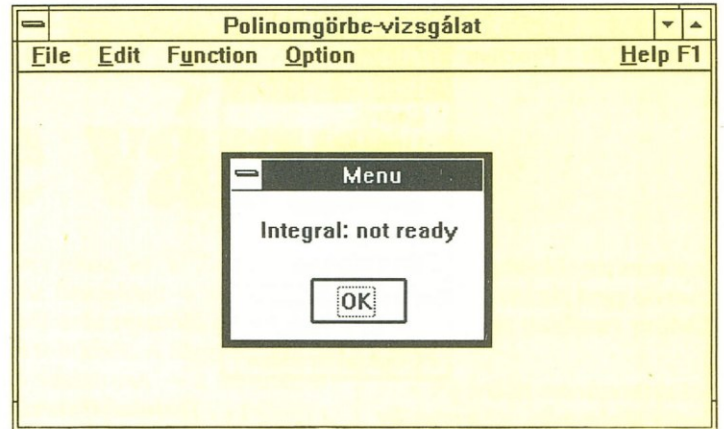 Polinomgörbe-vizsgálat
File Edit Function Option Help F1
Menu
Integral: not ready
OK